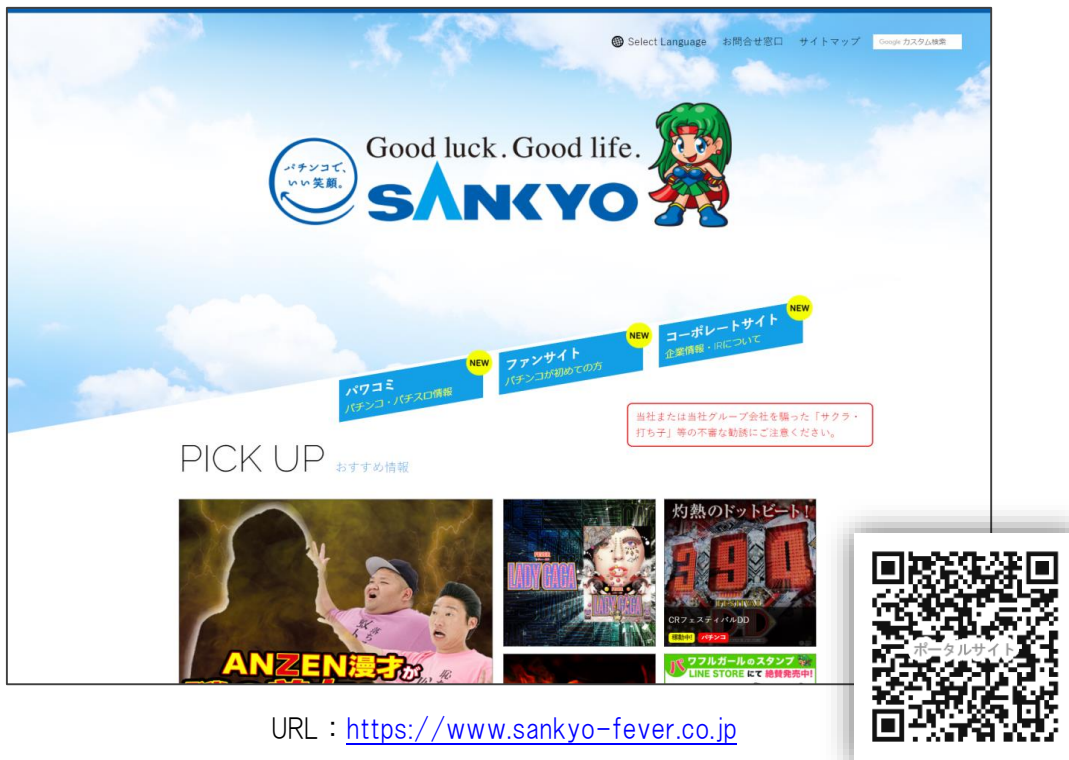 Select Language お問合せ窓口 サイトマップ Google カスタム検索
パチンコで、
いい笑顔。
Good luck. Good life.
SANKYO
パワコミ
パチンコ・パチスロ情報
NEW
ファンサイト
パチンコが初めての方
NEW
コーポレートサイト
企業情報・IRについて
NEW
当社または当社グループ会社を騙った「サクラ・
打ち子」等の不審な勧誘にご注意ください。
PICK UP おすすめ情報
ANZEN漫才が
LADY GAGA
LADY GAGA
灼熱のドットビート!
390
CRフェスティバルDD
稼動中! パチンコ
ワフルガールのスタンプ
LINE STORE にて 絶賛発売中!
ポータルサイト
URL:https://www.sankyo-fever.co.jp